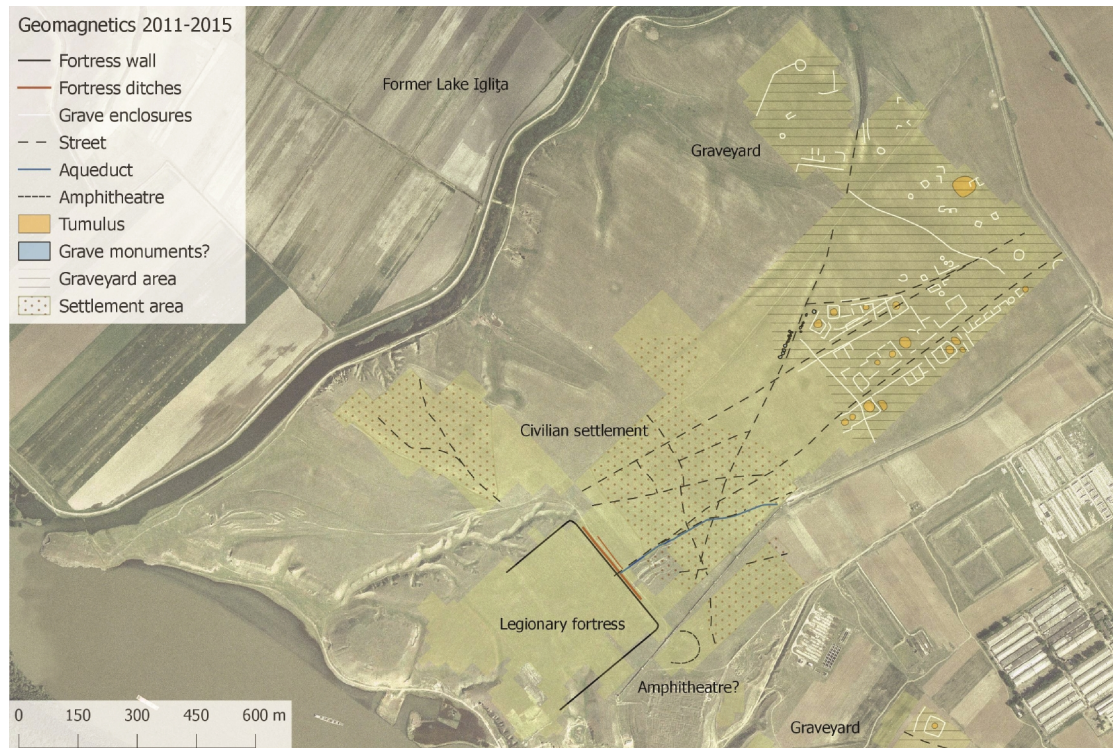 Geomagnetics 2011-2015
Fortress wall
Fortress ditches
Grave enclosures
Street
Aqueduct
Amphitheatre
Tumulus
Grave monuments?
Graveyard area
Settlement area
Former Lake Iglița
Graveyard
Civilian settlement
Legionary fortress
Amphitheatre?
Graveyard
0 150 300 450 600 m